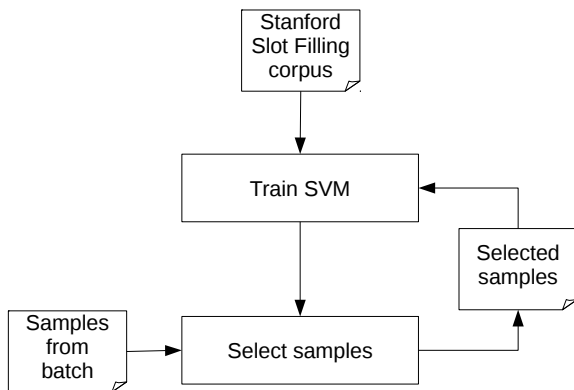 Stanford
Slot Filling
corpus
Train SVM
Selected
samples
Samples
from
batch
Select samples